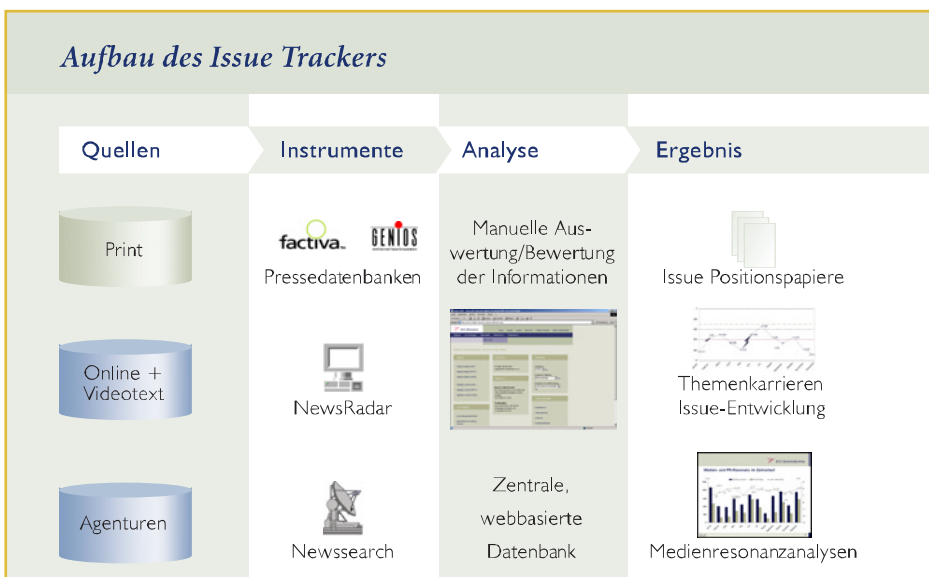 Aufbau des Issue Trackers
Quellen
Instrumente
Analyse
Ergebnis
Print
factiva
GENIOS
Pressedatenbanken
Manuelle Aus-
wertung/Bewertung
der Informationen
Issue Positionspapiere
Online +
Videotext
NewsRadar
Themenkarrieren
Issue-Entwicklung
Agenturen
Newssearch
Zentrale,
webbasierte
Datenbank
Medienresonanzanalysen